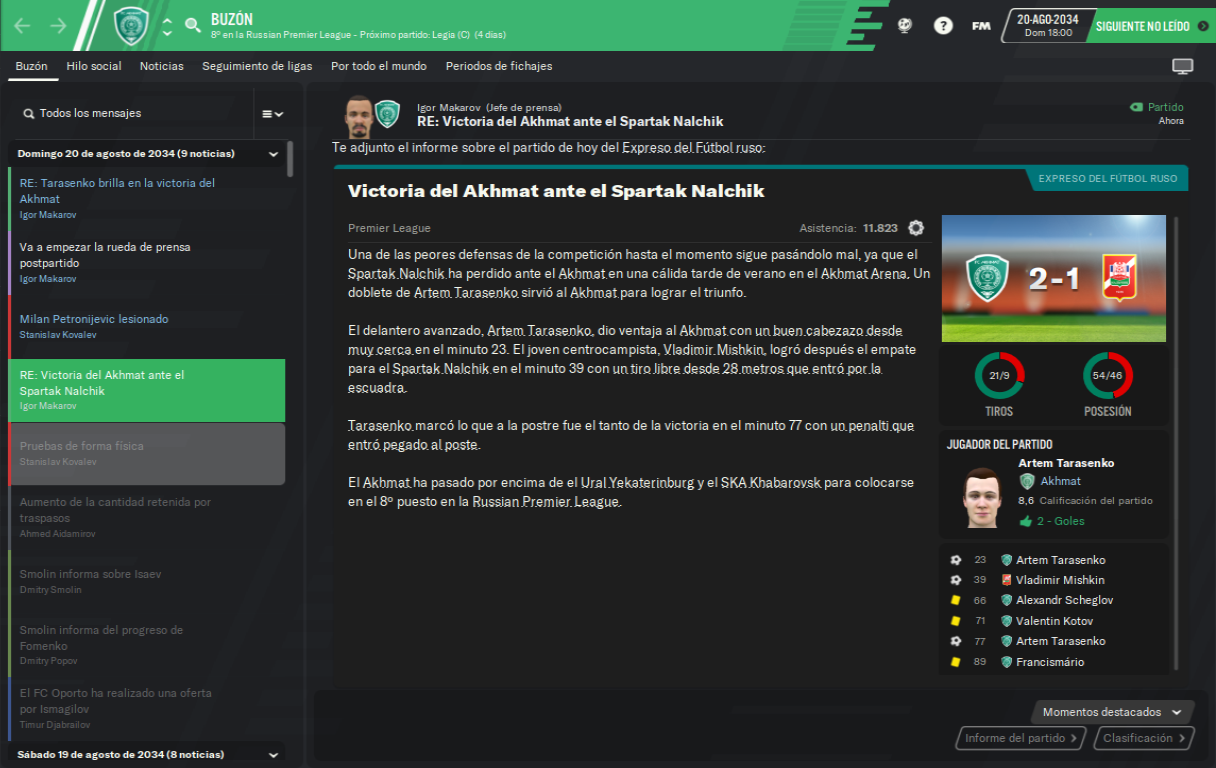 BUZÓN
8º en la Russian Premier League - Próximo partido: Legia (C) (4 días)
?
FM
20-AGO-2034
Dom 18:00
SIGUIENTE NO LEÍDO
Buzón
Hilo social
Noticias
Seguimiento de ligas
Por todo el mundo
Periodos de fichajes
Todos los mensajes
Domingo 20 de agosto de 2034 (9 noticias)
RE: Tarasenko brilla en la victoria del
Akhmat
Igor Makarov
Va a empezar la rueda de prensa
postpartido
Igor Makarov
Milan Petronijevic lesionado
Stanislav Kovalev
RE: Victoria del Akhmat ante el
Spartak Nalchik
Igor Makarov
Pruebas de forma física
Stanislav Kovalev
Aumento de la cantidad retenida por
traspasos
Ahmed Aidamirov
Smolin informa sobre Isaev
Dmitry Smolin
Smolin informa del progreso de
Fomenko
Dmitry Popov
El FC Oporto ha realizado una oferta
por Ismagilov
Timur Djabrailov
Sábado 19 de agosto de 2034 (8 noticias)
Igor Makarov (Jefe de prensa)
RE: Victoria del Akhmat ante el Spartak Nalchik
Partido
Ahora
Te adjunto el informe sobre el partido de hoy del Expreso del Fútbol ruso:
EXPRESO DEL FÚTBOL RUSO
Victoria del Akhmat ante el Spartak Nalchik
Premier League
Asistencia: 11.823
Una de las peores defensas de la competición hasta el momento sigue pasándolo mal, ya que el
Spartak Nalchik ha perdido ante el Akhmat en una cálida tarde de verano en el Akhmat Arena. Un
doblete de Artem Tarasenko sirvió al Akhmat para lograr el triunfo.
El delantero avanzado, Artem Tarasenko, dio ventaja al Akhmat con un buen cabezazo desde
muy cerca en el minuto 23. El joven centrocampista, Vladimir Mishkin, logró después el empate
para el Spartak Nalchik en el minuto 39 con un tiro libre desde 28 metros que entró por la
escuadra.
Tarasenko marcó lo que a la postre fue el tanto de la victoria en el minuto 77 con un penalti que
entró pegado al poste.
El Akhmat ha pasado por encima de el Ural Yekaterinburg y el SKA Khabarovsk para colocarse
en el 8º puesto en la Russian Premier League.
2-1
21/9
TIROS
54/46
POSESIÓN
JUGADOR DEL PARTIDO
Artem Tarasenko
Akhmat
8,6 Calificación del partido
2 - Goles
23 Artem Tarasenko
39 Vladimir Mishkin
66 Alexandr Scheglov
71 Valentin Kotov
77 Artem Tarasenko
89 Francismário
Momentos destacados
Informe del partido
Clasificación